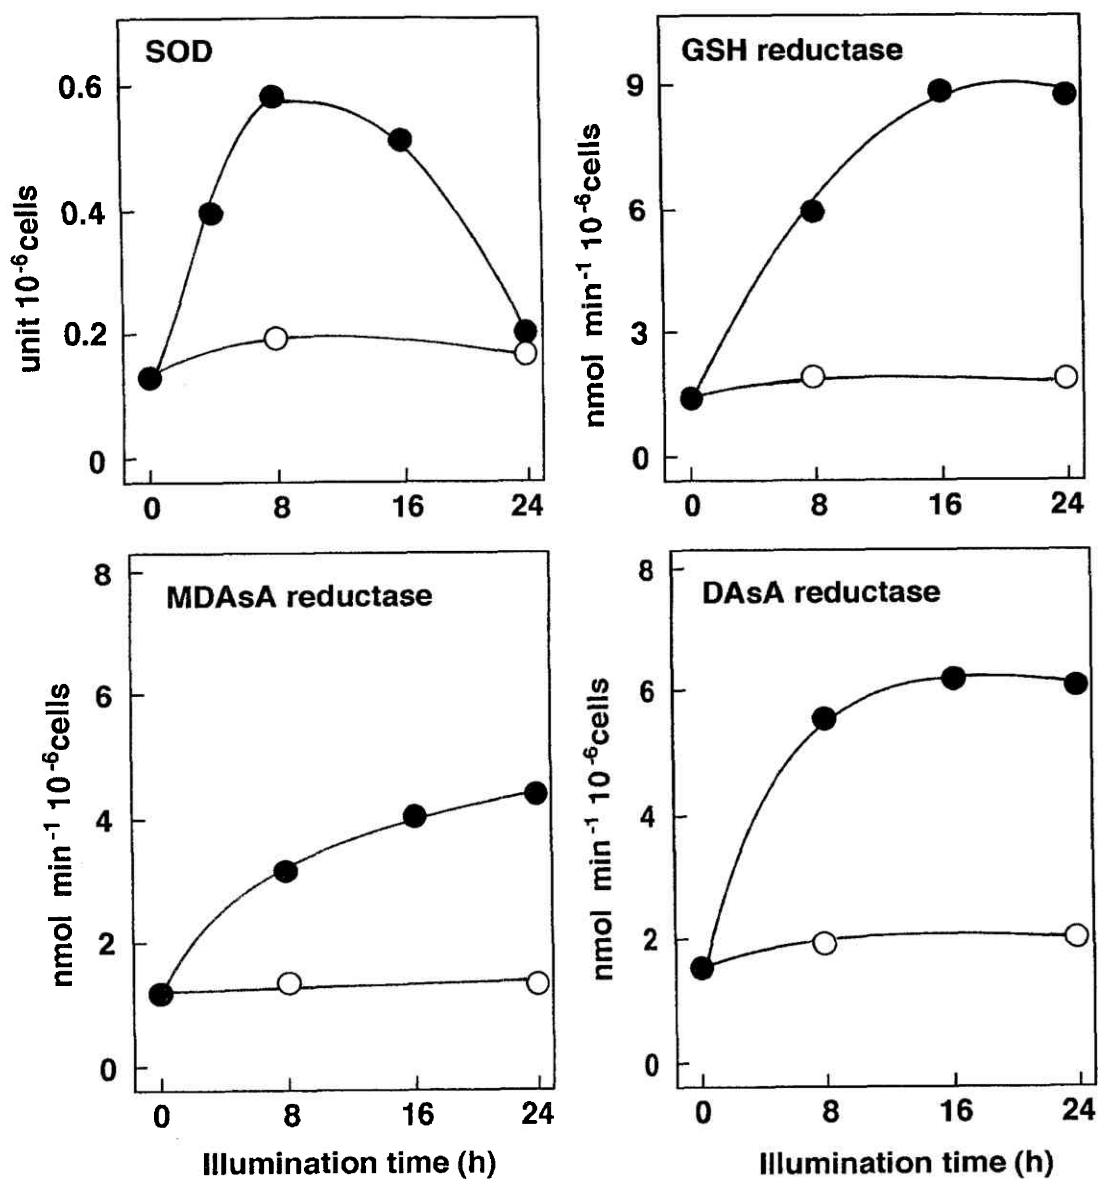 SOD
unit 10⁻⁶cells
0.6
0.4
0.2
0
0 8 16 24
GSH reductase
nmol min⁻¹ 10⁻⁶cells
9
6
3
0
0 8 16 24
MDAsA reductase
nmol min⁻¹ 10⁻⁶cells
8
6
4
2
0
0 8 16 24
Illumination time (h)
DAsA reductase
nmol min⁻¹ 10⁻⁶cells
8
6
4
2
0
0 8 16 24
Illumination time (h)